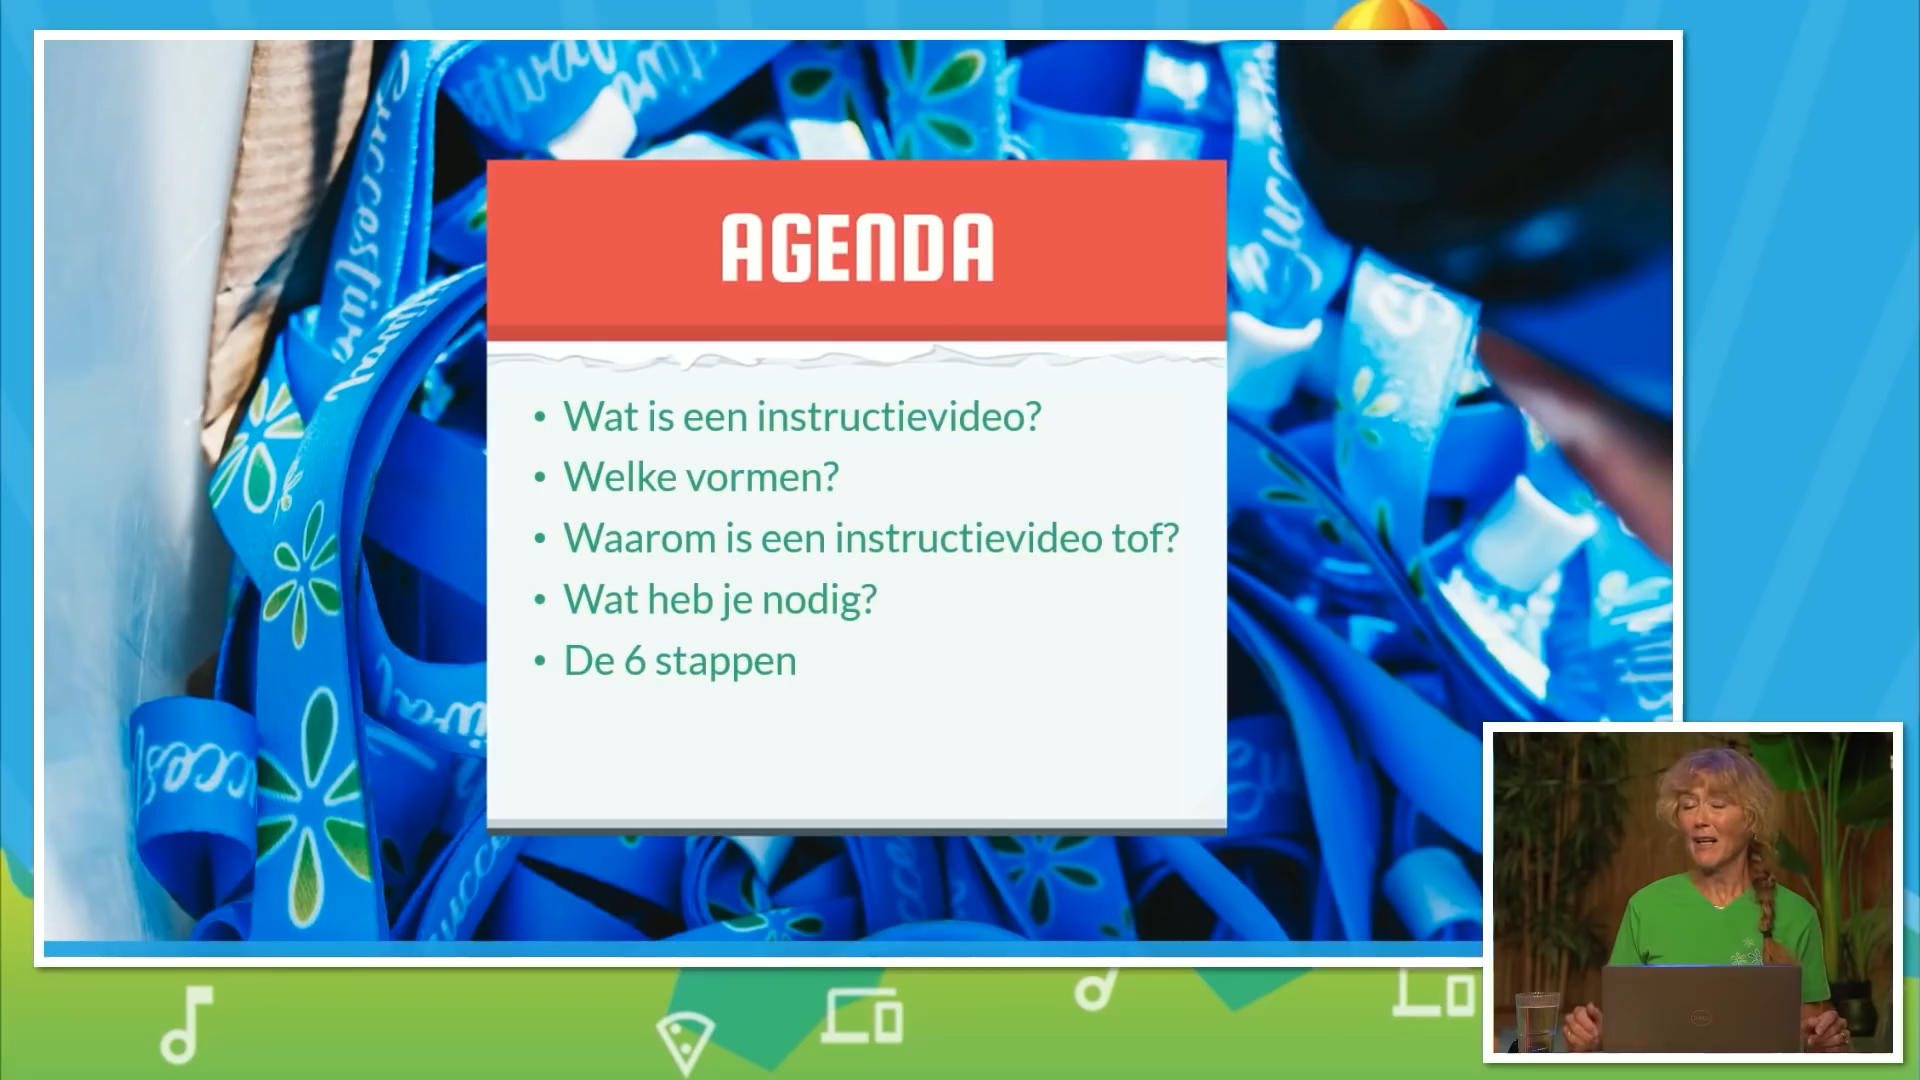 AGENDA
• Wat is een instructievideo?
• Welke vormen?
• Waarom is een instructievideo tof?
• Wat heb je nodig?
• De 6 stappen
Succestival